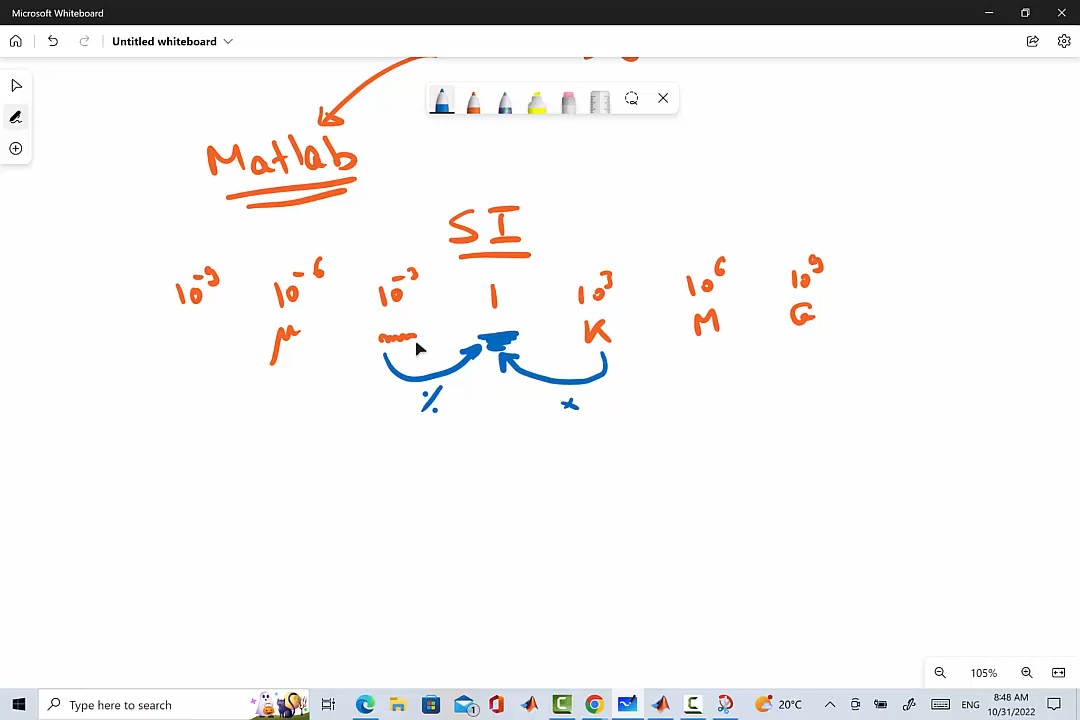 Microsoft Whiteboard
Untitled whiteboard
Matlab
SI
10⁻⁹ 10⁻⁶ 10⁻³ 1 10³ 10⁶ 10⁹
μ m K M G
÷ ×
105%
Type here to search
1
20°C
ENG
8:48 AM
10/31/2022